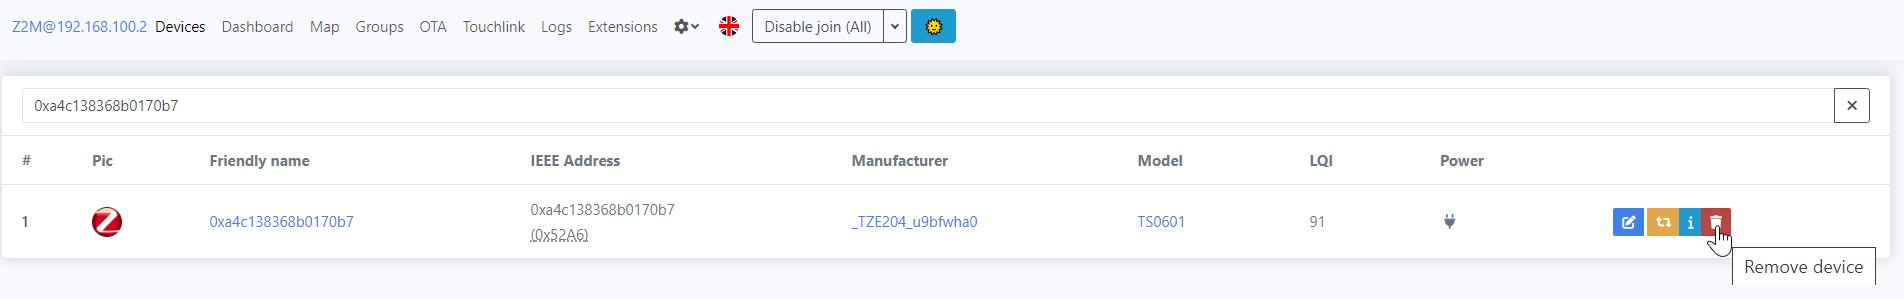 Z2M@192.168.100.2 Devices Dashboard Map Groups OTA Touchlink Logs Extensions Disable join (All)
0xa4c138368b0170b7
# Pic Friendly name IEEE Address Manufacturer Model LQI Power
1 Z 0xa4c138368b0170b7 0xa4c138368b0170b7 _TZE204_u9bfwha0 TS0601 91
(0x52A6)
Remove device